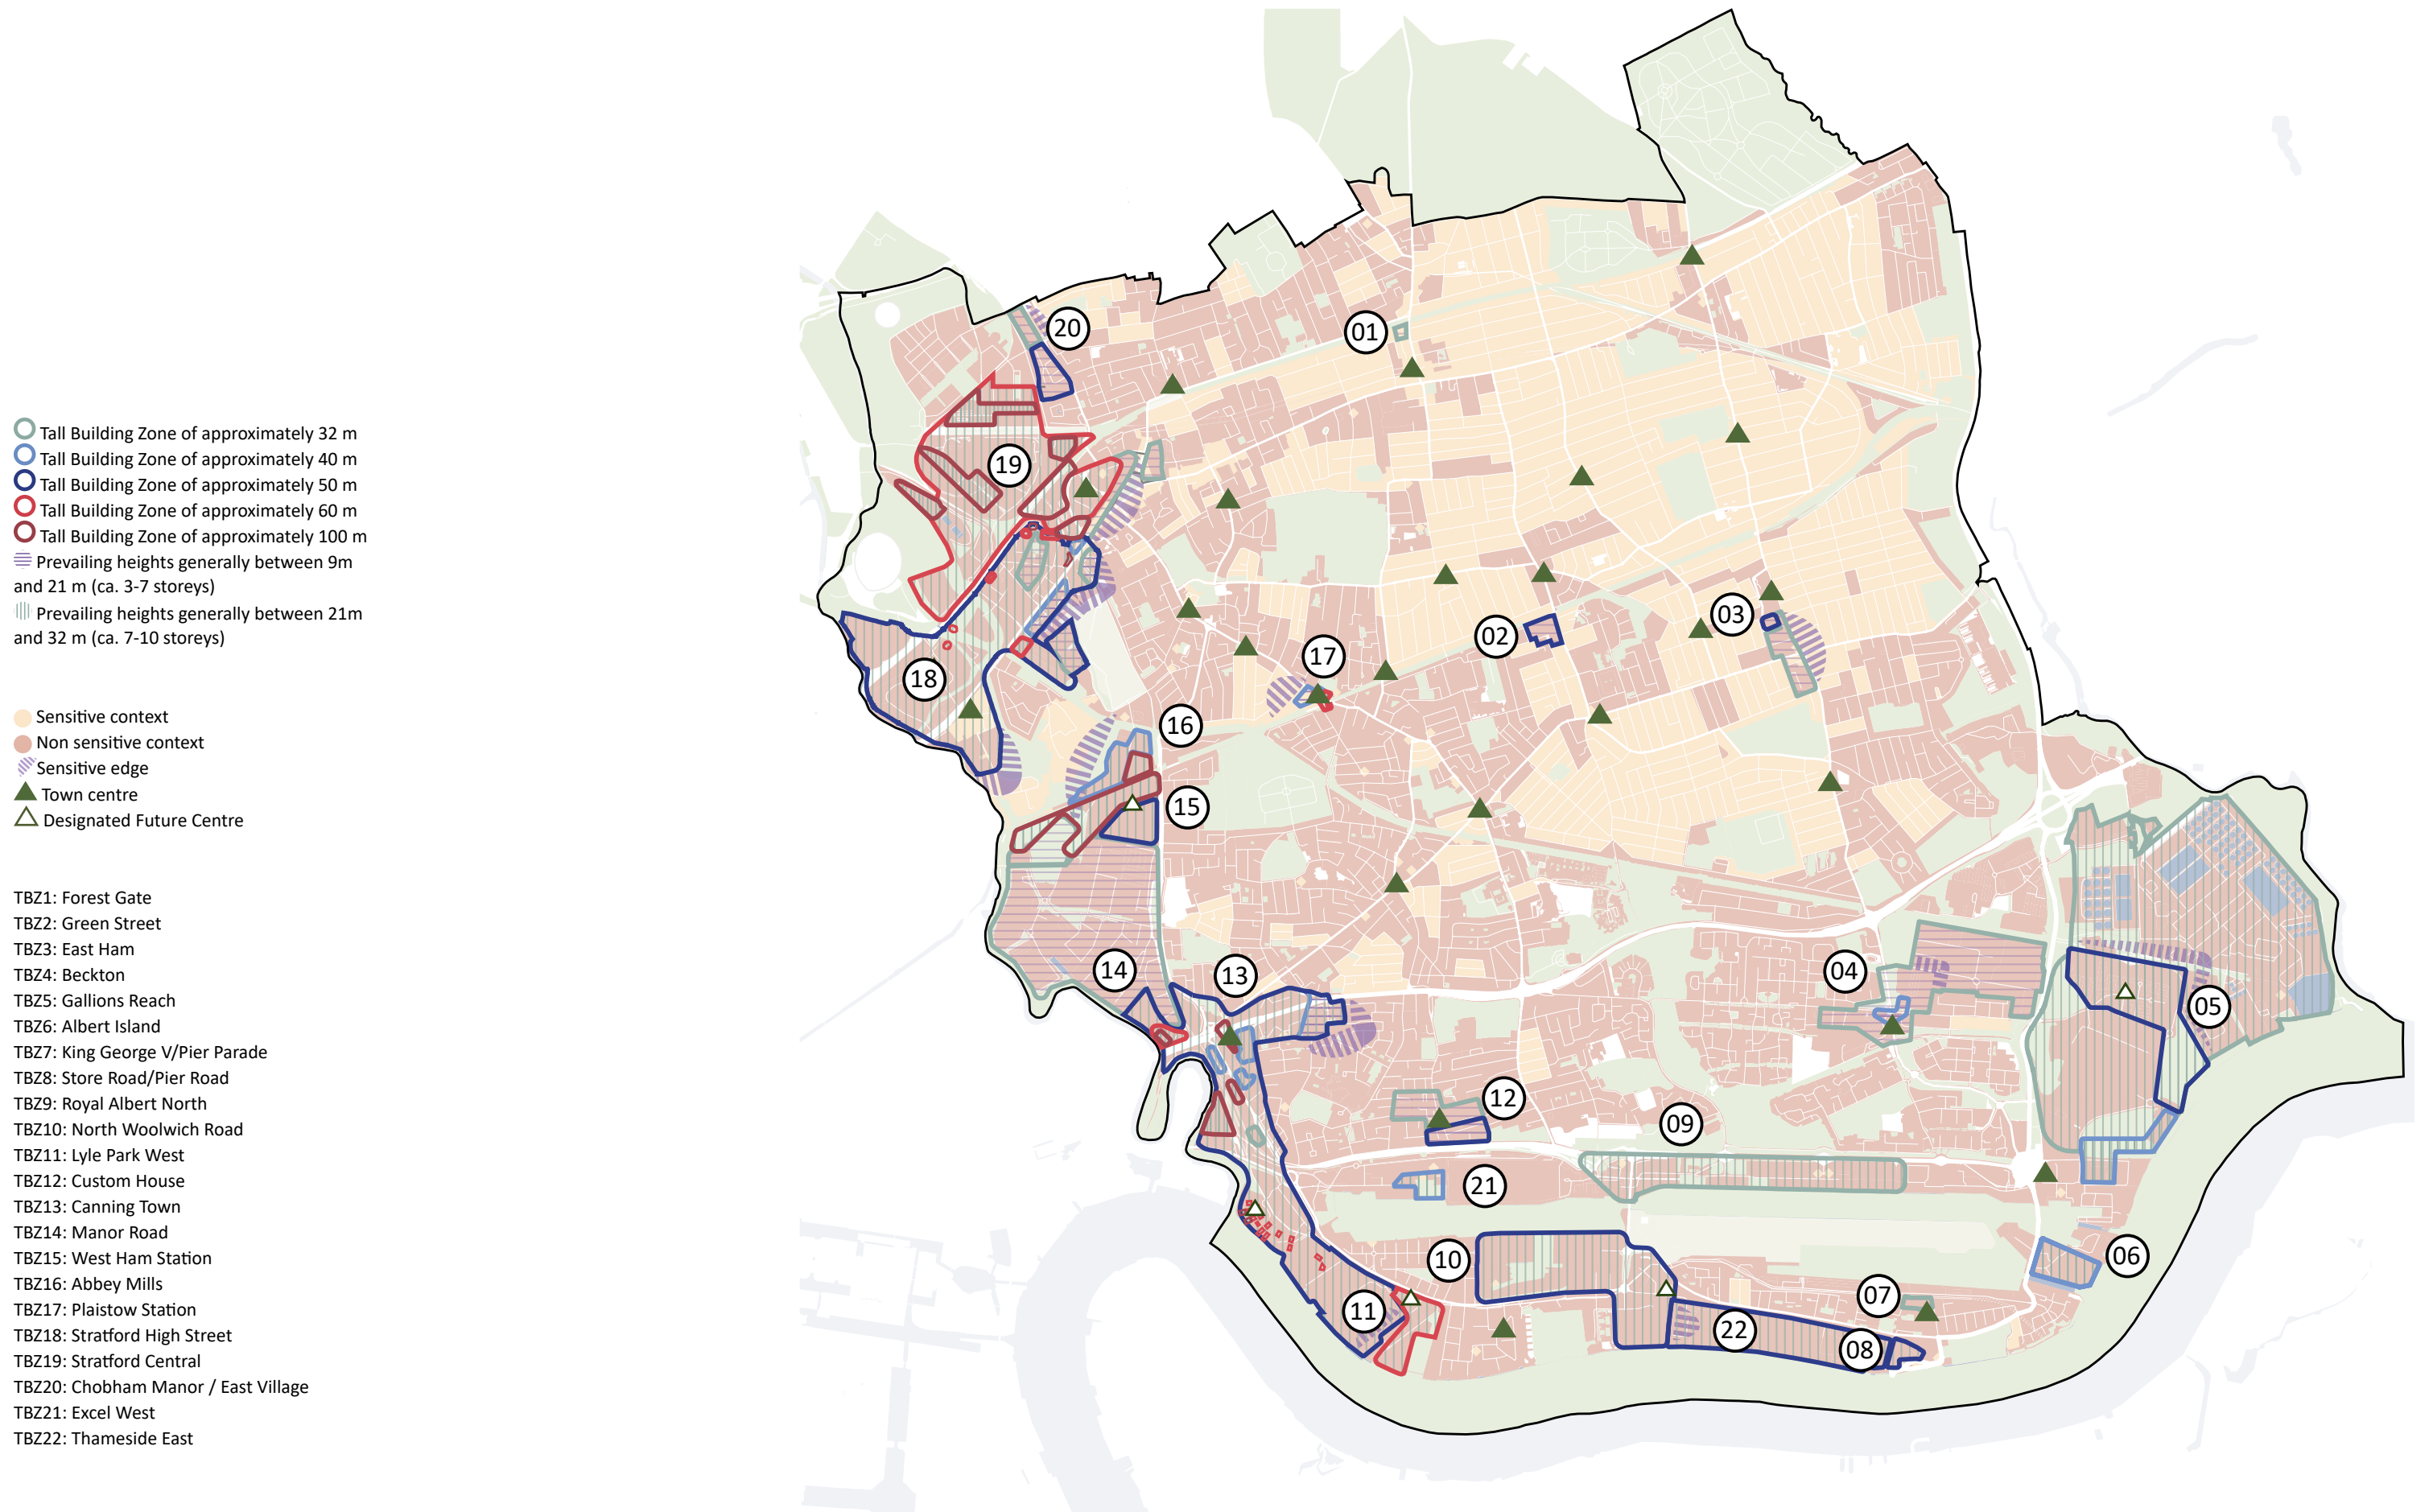 Tall Building Zone of approximately 32 m
Tall Building Zone of approximately 40 m
Tall Building Zone of approximately 50 m
Tall Building Zone of approximately 60 m
Tall Building Zone of approximately 100 m
Prevailing heights generally between 9m
and 21 m (ca. 3-7 storeys)
Prevailing heights generally between 21m
and 32 m (ca. 7-10 storeys)
Sensitive context
Non sensitive context
Sensitive edge
Town centre
Designated Future Centre
TBZ1: Forest Gate
TBZ2: Green Street
TBZ3: East Ham
TBZ4: Beckton
TBZ5: Gallions Reach
TBZ6: Albert Island
TBZ7: King George V/Pier Parade
TBZ8: Store Road/Pier Road
TBZ9: Royal Albert North
TBZ10: North Woolwich Road
TBZ11: Lyle Park West
TBZ12: Custom House
TBZ13: Canning Town
TBZ14: Manor Road
TBZ15: West Ham Station
TBZ16: Abbey Mills
TBZ17: Plaistow Station
TBZ18: Stratford High Street
TBZ19: Stratford Central
TBZ20: Chobham Manor / East Village
TBZ21: Excel West
TBZ22: Thameside East
20
01
19
03
02
17
18
16
15
14
13
04
05
12
09
21
10
06
07
11
22
08